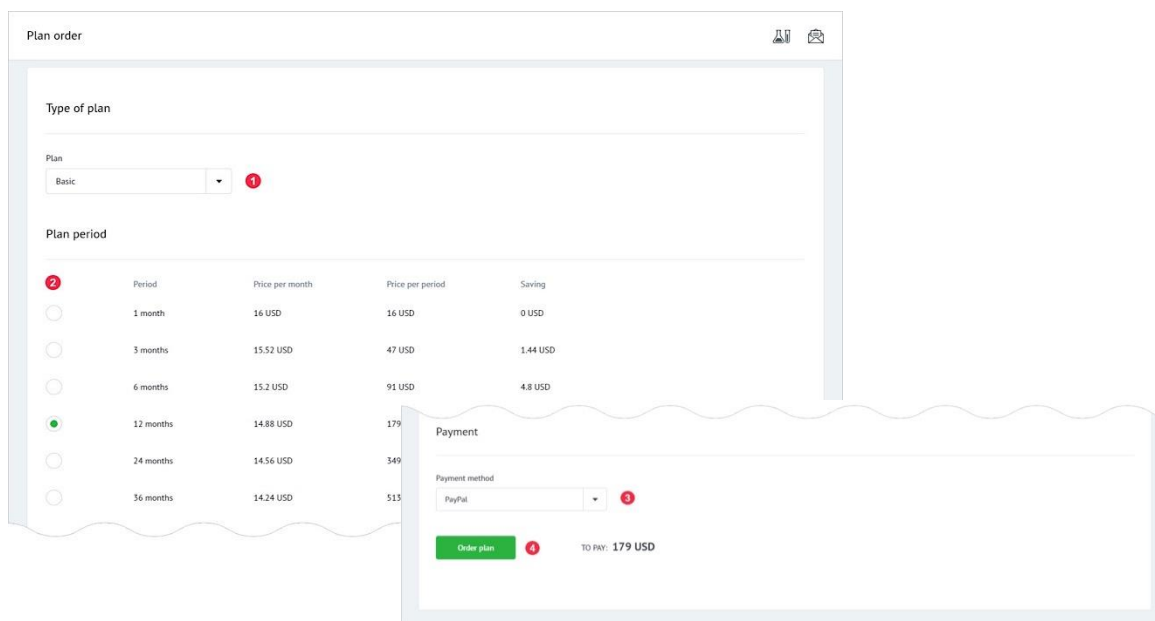 Plan order
Type of plan
Plan
Basic
1
Plan period
2 Period Price per month Price per period Saving
1 month 16 USD 16 USD 0 USD
3 months 15.52 USD 47 USD 1.44 USD
6 months 15.2 USD 91 USD 4.8 USD
12 months 14.88 USD 179
24 months 14.56 USD 349
36 months 14.24 USD 513
Payment
Payment method
PayPal
3
Order plan 4 TO PAY: 179 USD